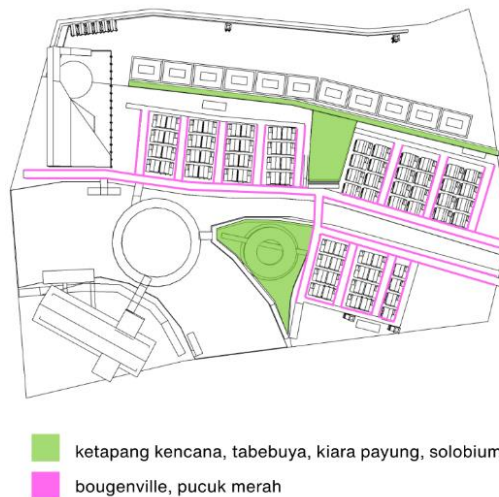 ketapang kencana, tabebuya, kiara payung, solobium
bougenville, pucuk merah